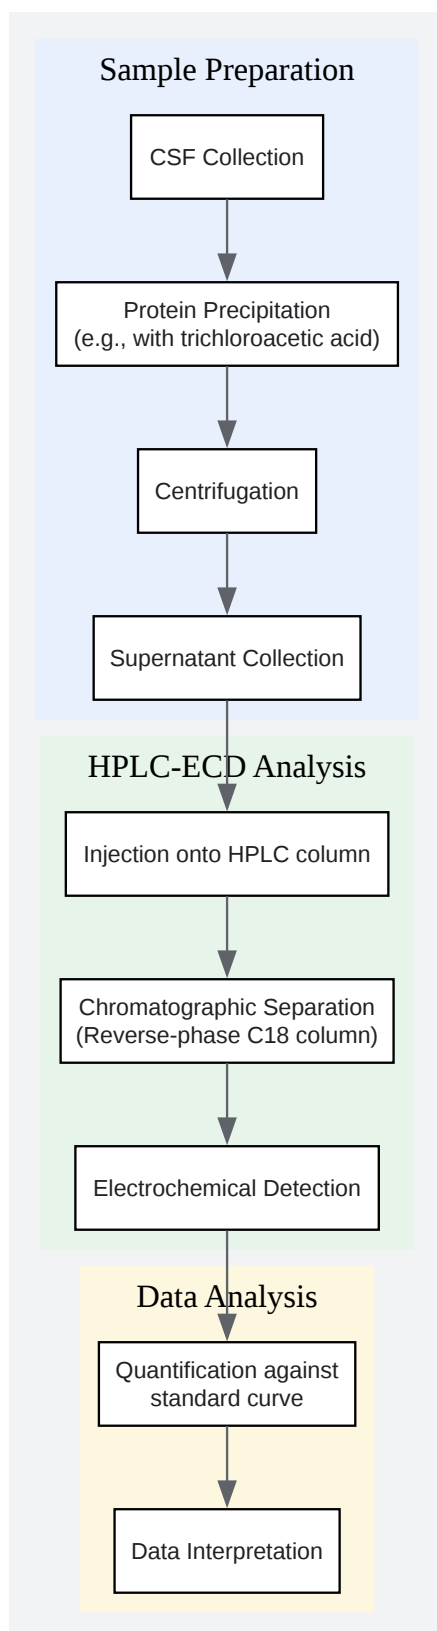 Sample Preparation
CSF Collection
Protein Precipitation
(e.g., with trichloroacetic acid)
Centrifugation
Supernatant Collection
HPLC-ECD Analysis
Injection onto HPLC column
Chromatographic Separation
(Reverse-phase C18 column)
Electrochemical Detection
Data Analysis
Quantification against
standard curve
Data Interpretation